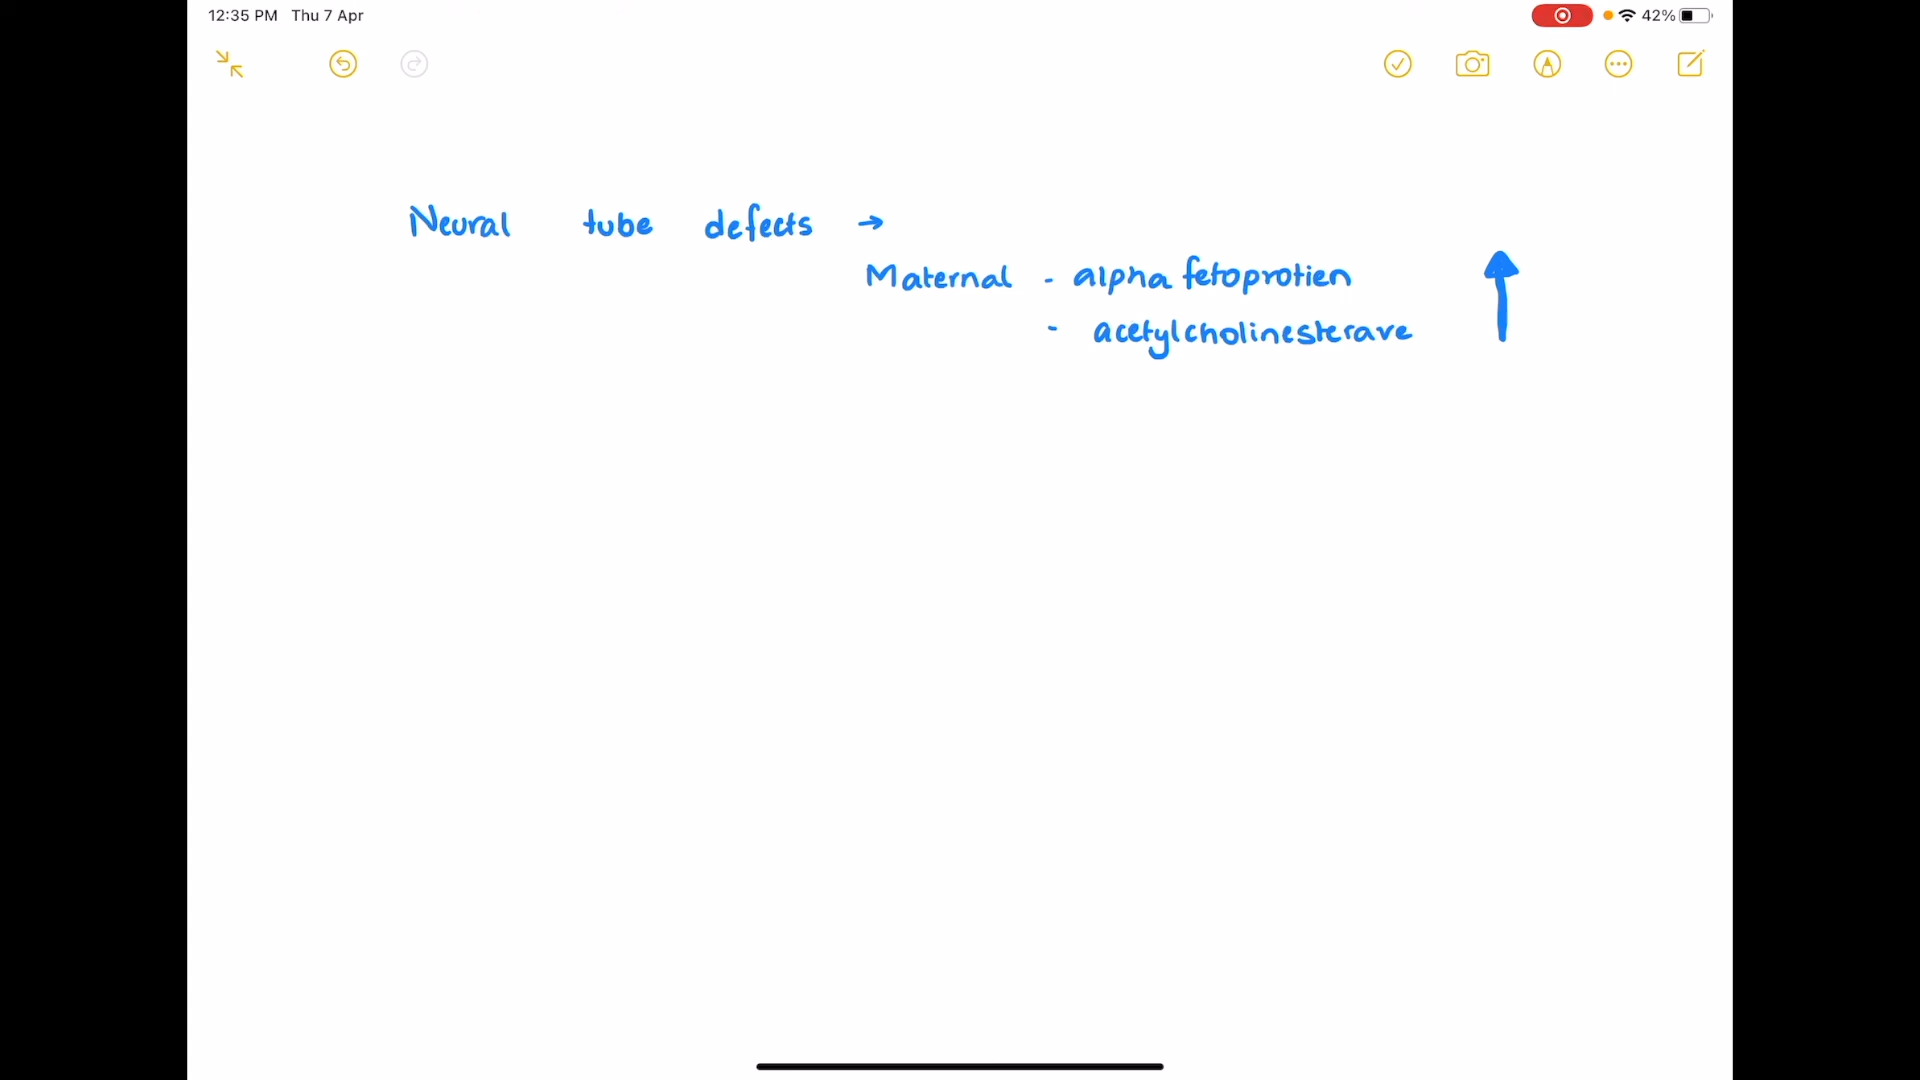 12:35 PM Thu 7 Apr 42%
Neural tube defects →
Maternal - alpha fetoprotien
- acetylcholinesterave